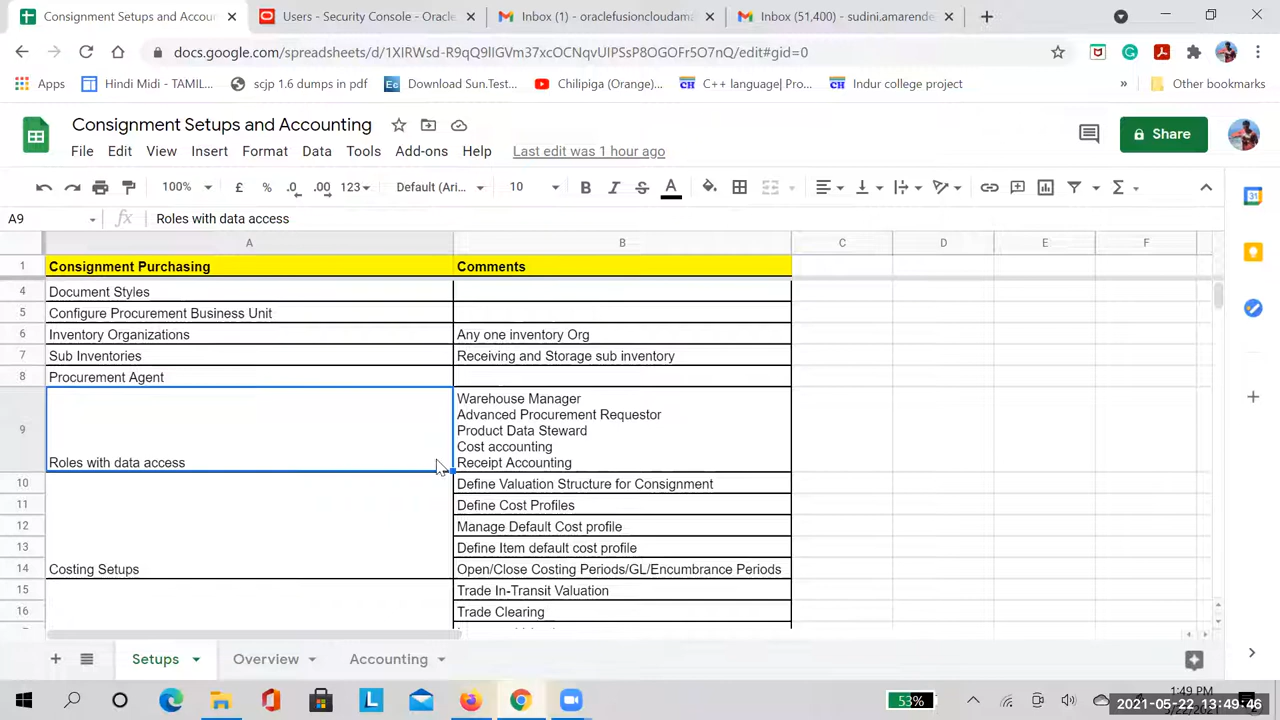 Consignment Setups and Accou
Users - Security Console - Oracle
Inbox (1) - oraclefusioncloudam
Inbox (51,400) - sudini.amarende
docs.google.com/spreadsheets/d/1XIRWsd-R9qQ9lIGVm37xcOCNqvUIPSsP8OGOFr5O7nQ/edit#gid=0
Apps
Hindi Midi - TAMIL...
scjp 1.6 dumps in pdf
Download Sun.Test...
Chilipiga (Orange)...
C++ language| Pro...
Indur college project
»
Other bookmarks
Consignment Setups and Accounting
Share
File Edit View Insert Format Data Tools Add-ons Help Last edit was 1 hour ago
100% £ % .0 .00 123 Default (Ari... 10 B I S A Σ
A9 fx Roles with data access
A B C D E F
1 Consignment Purchasing Comments
4 Document Styles
5 Configure Procurement Business Unit
6 Inventory Organizations Any one inventory Org
7 Sub Inventories Receiving and Storage sub inventory
8 Procurement Agent
Warehouse Manager
Advanced Procurement Requestor
9 Product Data Steward
Cost accounting
Roles with data access Receipt Accounting
10 Define Valuation Structure for Consignment
11 Define Cost Profiles
12 Manage Default Cost profile
13 Define Item default cost profile
14 Costing Setups Open/Close Costing Periods/GL/Encumbrance Periods
15 Trade In-Transit Valuation
16 Trade Clearing
Setups Overview Accounting
53%
1:49 PM
2021-05-22 13:49:46